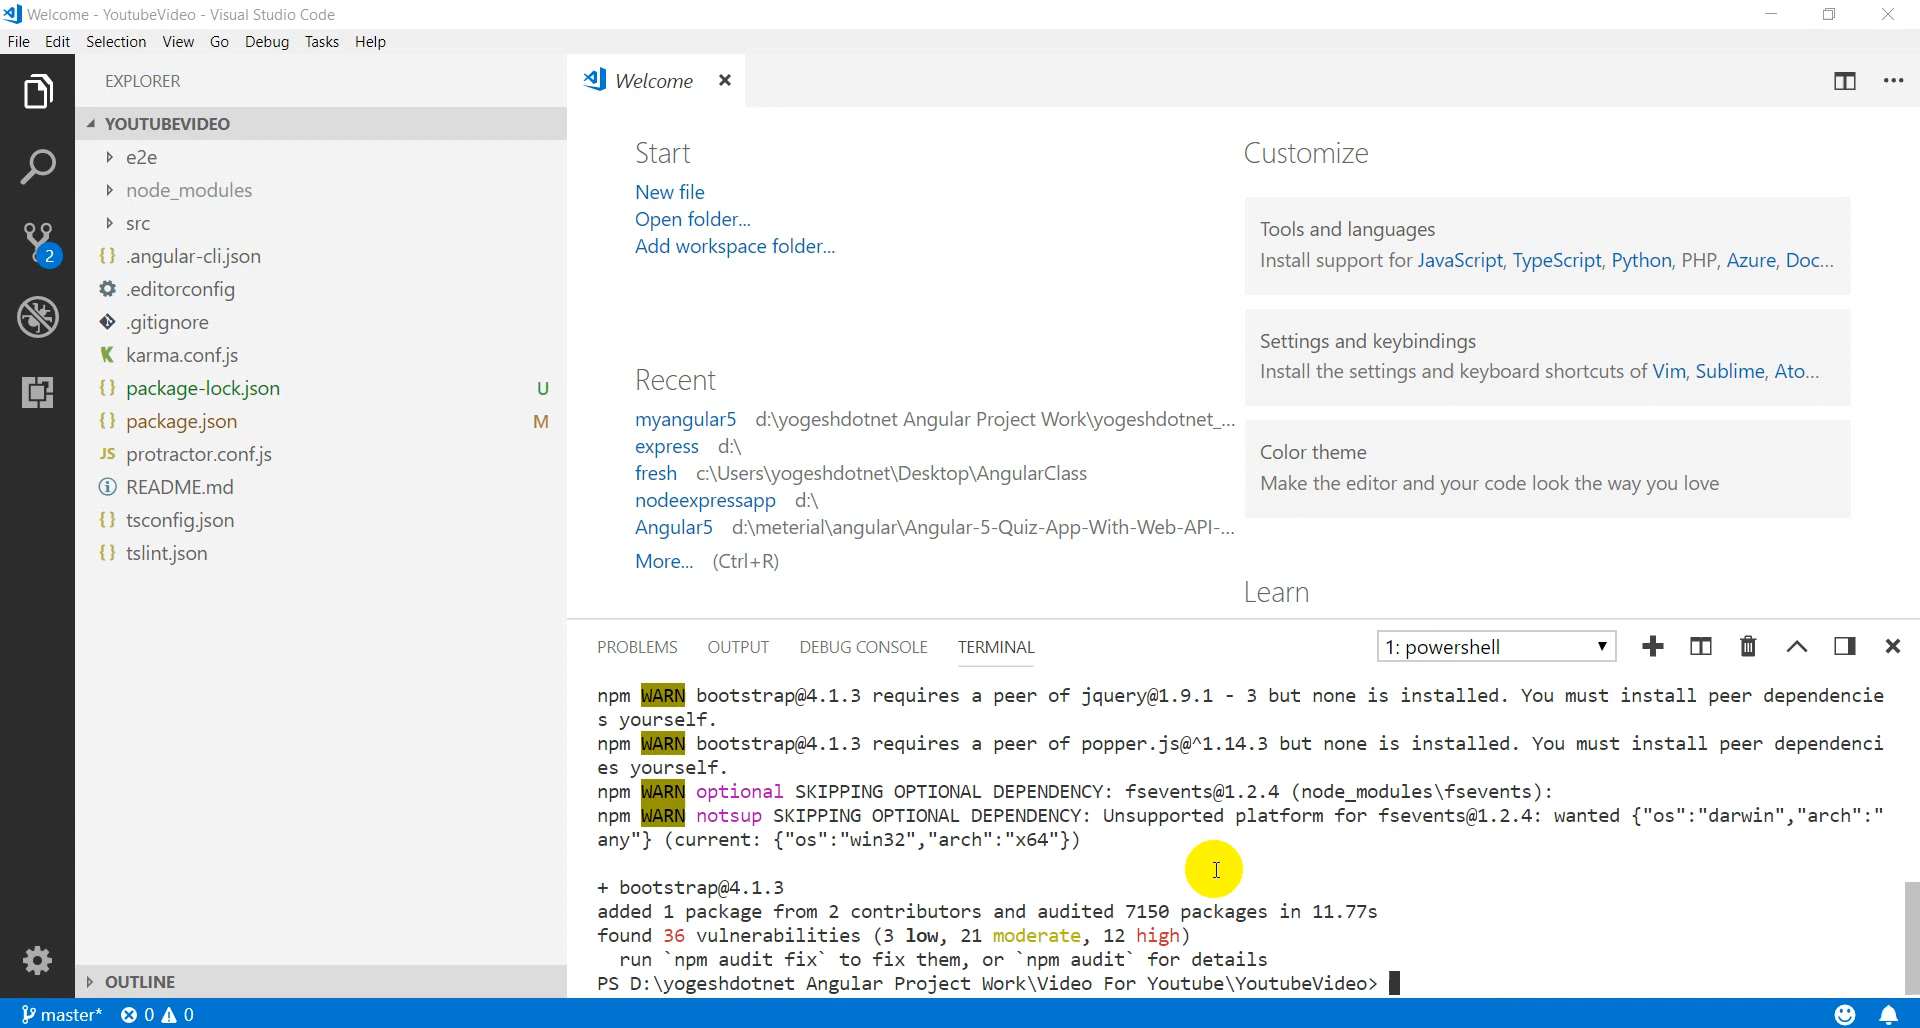 Welcome - YoutubeVideo - Visual Studio Code
File Edit Selection View Go Debug Tasks Help
EXPLORER
YOUTUBEVIDEO
e2e
node_modules
src
{} .angular-cli.json
.editorconfig
.gitignore
K karma.conf.js
{} package-lock.json U
{} package.json M
JS protractor.conf.js
README.md
{} tsconfig.json
{} tslint.json
OUTLINE
2
Welcome
Start
New file
Open folder...
Add workspace folder...
Recent
myangular5 d:\yogeshdotnet Angular Project Work\yogeshdotnet_...
express d:\
fresh c:\Users\yogeshdotnet\Desktop\AngularClass
nodeexpressapp d:\
Angular5 d:\meterial\angular\Angular-5-Quiz-App-With-Web-API-...
More... (Ctrl+R)
Customize
Tools and languages
Install support for JavaScript, TypeScript, Python, PHP, Azure, Doc...
Settings and keybindings
Install the settings and keyboard shortcuts of Vim, Sublime, Ato...
Color theme
Make the editor and your code look the way you love
Learn
PROBLEMS OUTPUT DEBUG CONSOLE TERMINAL
1: powershell
npm WARN bootstrap@4.1.3 requires a peer of jquery@1.9.1 - 3 but none is installed. You must install peer dependencie
s yourself.
npm WARN bootstrap@4.1.3 requires a peer of popper.js@^1.14.3 but none is installed. You must install peer dependenci
es yourself.
npm WARN optional SKIPPING OPTIONAL DEPENDENCY: fsevents@1.2.4 (node_modules\fsevents):
npm WARN notsup SKIPPING OPTIONAL DEPENDENCY: Unsupported platform for fsevents@1.2.4: wanted {"os":"darwin","arch":"
any"} (current: {"os":"win32","arch":"x64"})
+ bootstrap@4.1.3
added 1 package from 2 contributors and audited 7150 packages in 11.77s
found 36 vulnerabilities (3 low, 21 moderate, 12 high)
run `npm audit fix` to fix them, or `npm audit` for details
PS D:\yogeshdotnet Angular Project Work\Video For Youtube\YoutubeVideo>
master* 0 0